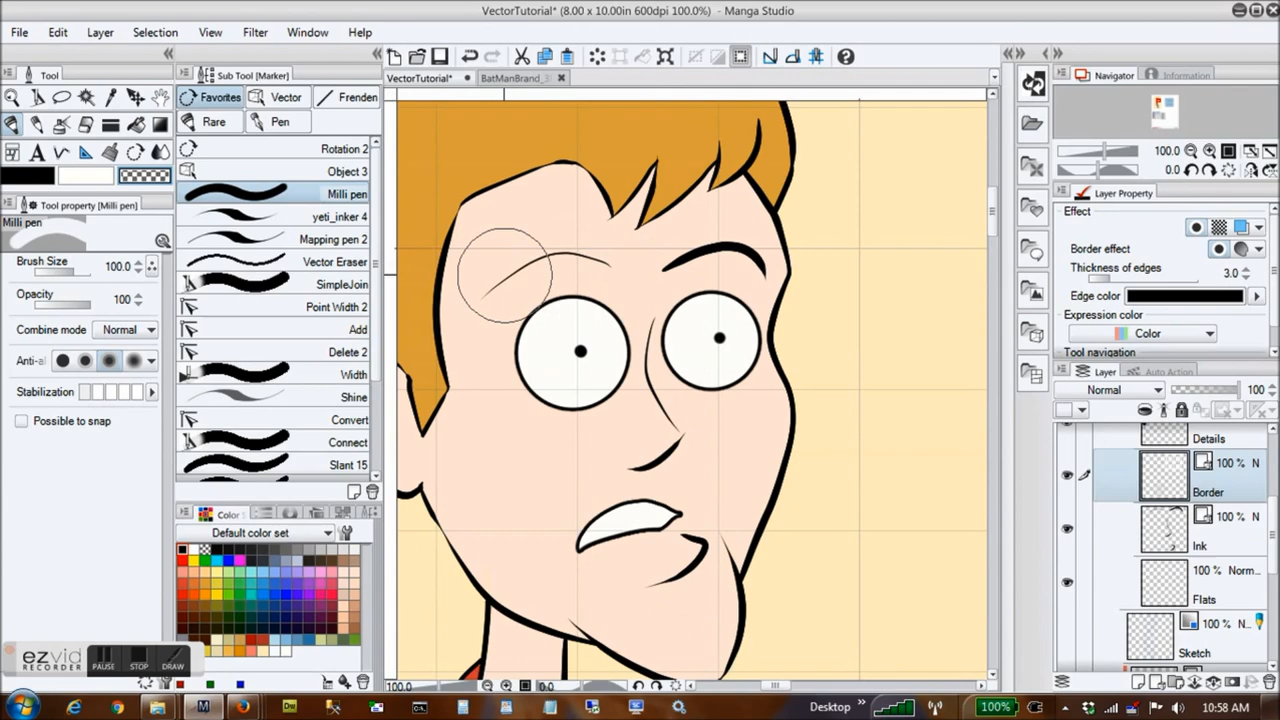 VectorTutorial* (8.00 x 10.00in 600dpi 100.0%) - Manga Studio
File Edit Layer Selection View Filter Window Help
Tool
Sub Tool [Marker]
VectorTutorial* BatManBrand_
Navigator Information
Favorites Vector Frenden
Rare Pen
Rotation 2
Object 3
Milli pen
yeti_inker 4
Mapping pen 2
Vector Eraser
SimpleJoin
Point Width 2
Add
Delete 2
Width
Shine
Convert
Connect
Slant 15
Tool property [Milli pen]
Milli pen
Brush Size 100.0
Opacity 100
Combine mode Normal
Anti-al
Stabilization
Possible to snap
Color S
Default color set
100.0
0.0
Layer Property
Effect
Border effect
Thickness of edges 3.0
Edge color
Expression color
Color
Tool navigation
Layer Auto Action
Normal 100
Details
100 % N
Border
100 % N
Ink
100 % Norm...
Flats
100 % N...
Sketch
ezvid
RECORDER
PAUSE STOP DRAW
100.0 0.0
Desktop
100%
10:58 AM